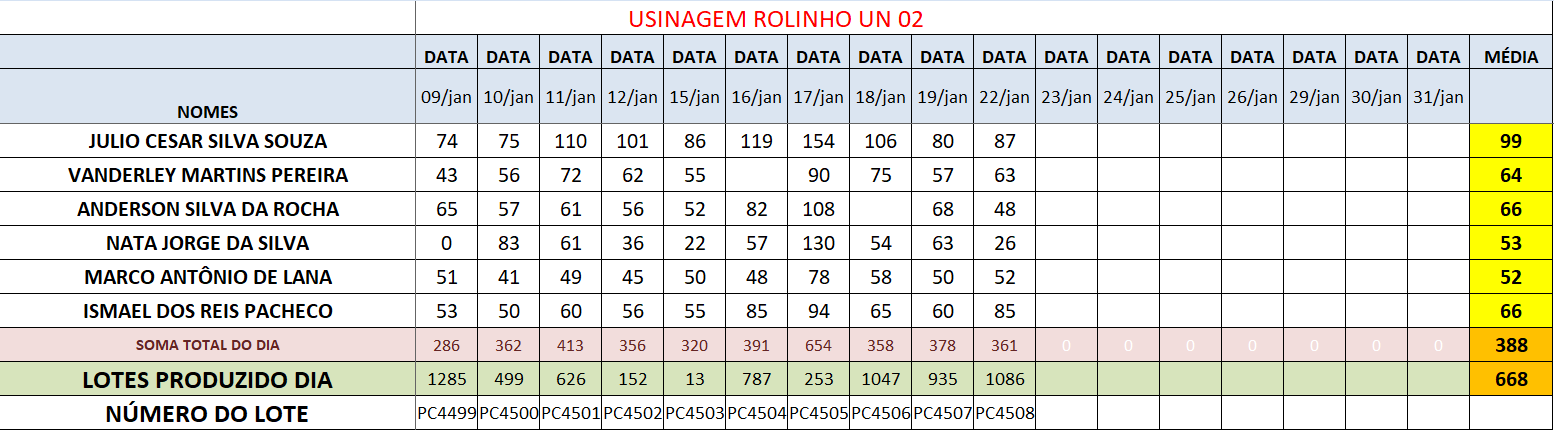 USINAGEM ROLINHO UN 02
DATA DATA DATA DATA DATA DATA DATA DATA DATA DATA DATA DATA DATA DATA DATA DATA DATA MÉDIA
NOMES 09/jan 10/jan 11/jan 12/jan 15/jan 16/jan 17/jan 18/jan 19/jan 22/jan 23/jan 24/jan 25/jan 26/jan 29/jan 30/jan 31/jan
JULIO CESAR SILVA SOUZA 74 75 110 101 86 119 154 106 80 87 99
VANDERLEY MARTINS PEREIRA 43 56 72 62 55 90 75 57 63 64
ANDERSON SILVA DA ROCHA 65 57 61 56 52 82 108 68 48 66
NATA JORGE DA SILVA 0 83 61 36 22 57 130 54 63 26 53
MARCO ANTÔNIO DE LANA 51 41 49 45 50 48 78 58 50 52 52
ISMAEL DOS REIS PACHECO 53 50 60 56 55 85 94 65 60 85 66
SOMA TOTAL DO DIA 286 362 413 356 320 391 654 358 378 361 0 0 0 0 0 0 0 388
LOTES PRODUZIDO DIA 1285 499 626 152 13 787 253 1047 935 1086 668
NÚMERO DO LOTE PC4499 PC4500 PC4501 PC4502 PC4503 PC4504 PC4505 PC4506 PC4507 PC4508